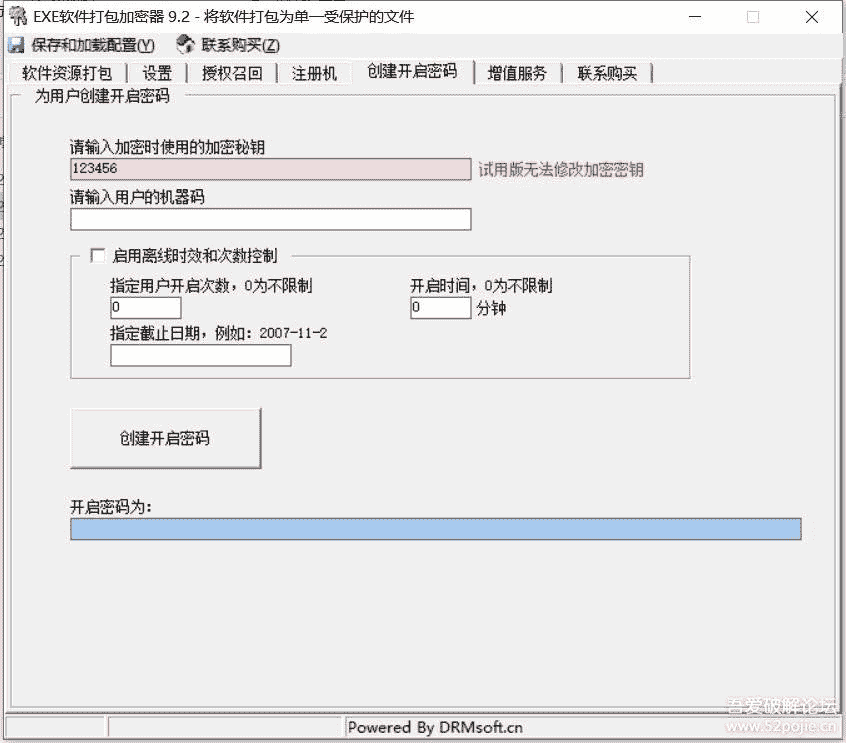 EXE软件打包加密器 9.2 - 将软件打包为单一受保护的文件
保存和加载配置(Y) 联系购买(Z)
软件资源打包 设置 授权召回 注册机 创建开启密码 增值服务 联系购买
为用户创建开启密码
请输入加密时使用的加密秘钥
123456 试用版无法修改加密密钥
请输入用户的机器码
启用离线时效和次数控制
指定用户开启次数，0为不限制 开启时间，0为不限制
0 0 分钟
指定截止日期，例如：2007-11-2
创建开启密码
开启密码为：
吾爱破解论坛
Powered By DRMsoft.cn www.52pojie.cn